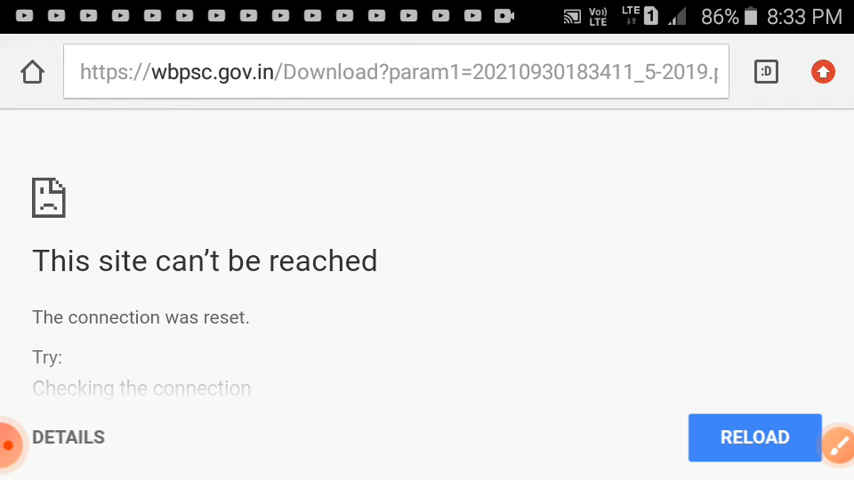 Vo)) LTE LTE 1 86% 8:33 PM
https://wbpsc.gov.in/Download?param1=20210930183411_5-2019.p
:D
This site can’t be reached
The connection was reset.
Try:
Checking the connection
DETAILS
RELOAD